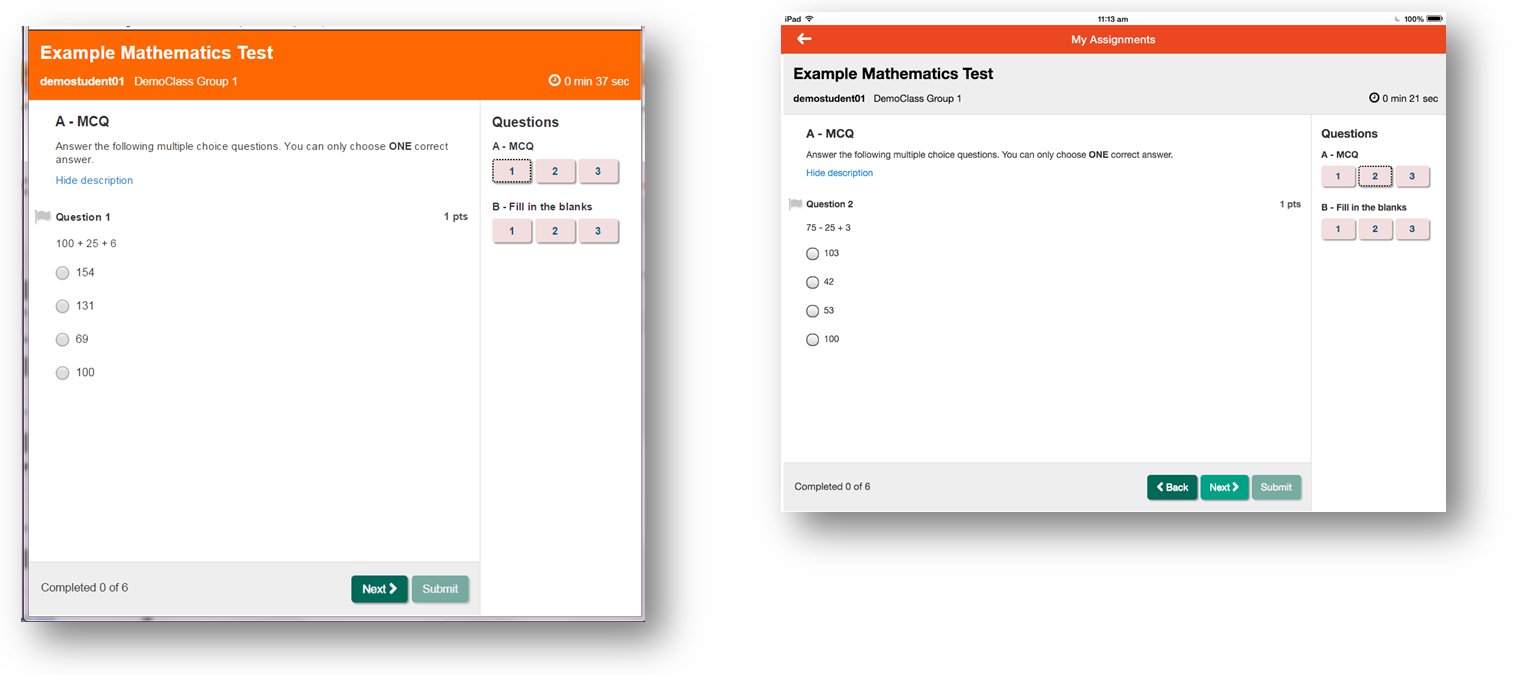 Example Mathematics Test
demostudent01 DemoClass Group 1 0 min 37 sec
A - MCQ
Answer the following multiple choice questions. You can only choose ONE correct
answer.
Hide description
Question 1 1 pts
100 + 25 + 6
154
131
69
100
Completed 0 of 6
Next
Submit
Questions
A - MCQ
1 2 3
B - Fill in the blanks
1 2 3
iPad 11:13 am 100%
My Assignments
Example Mathematics Test
demostudent01 DemoClass Group 1 0 min 21 sec
A - MCQ
Answer the following multiple choice questions. You can only choose ONE correct answer.
Hide description
Question 2 1 pts
75 - 25 + 3
103
42
53
100
Completed 0 of 6
Back
Next
Submit
Questions
A - MCQ
1 2 3
B - Fill in the blanks
1 2 3